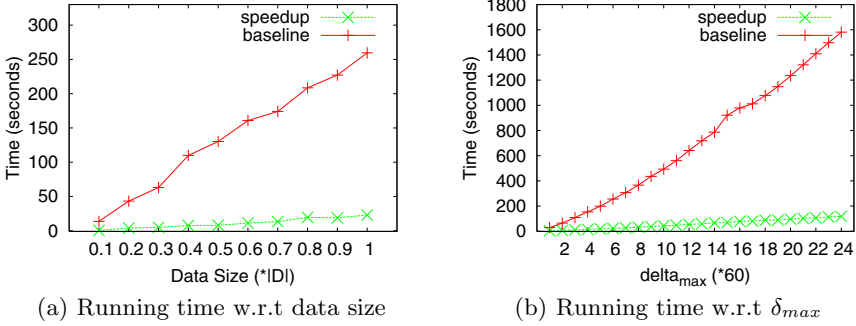 speedup
baseline
Time (seconds)
300
250
200
150
100
50
0
0.1 0.2 0.3 0.4 0.5 0.6 0.7 0.8 0.9 1
Data Size (*|D|)
(a) Running time w.r.t data size
speedup
baseline
Time (seconds)
1800
1600
1400
1200
1000
800
600
400
200
0
2 4 6 8 10 12 14 16 18 20 22 24
delta_max (*60)
(b) Running time w.r.t δ_max